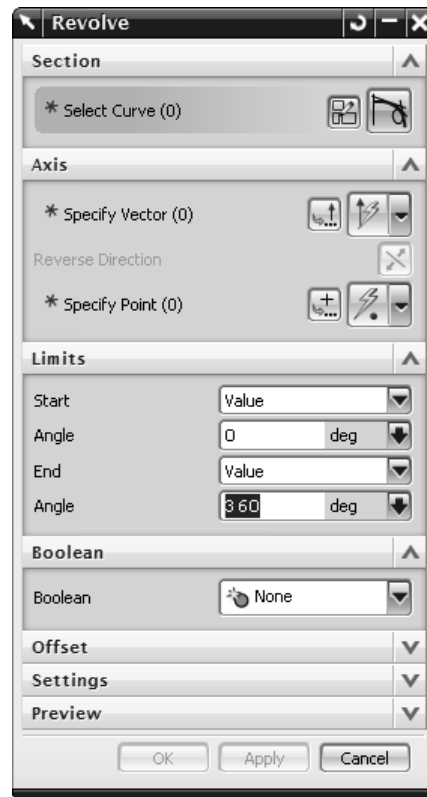 Revolve
Section
* Select Curve (0)
Axis
* Specify Vector (0)
Reverse Direction
* Specify Point (0)
Limits
Start Value
Angle 0 deg
End Value
Angle 360 deg
Boolean
Boolean None
Offset
Settings
Preview
OK Apply Cancel